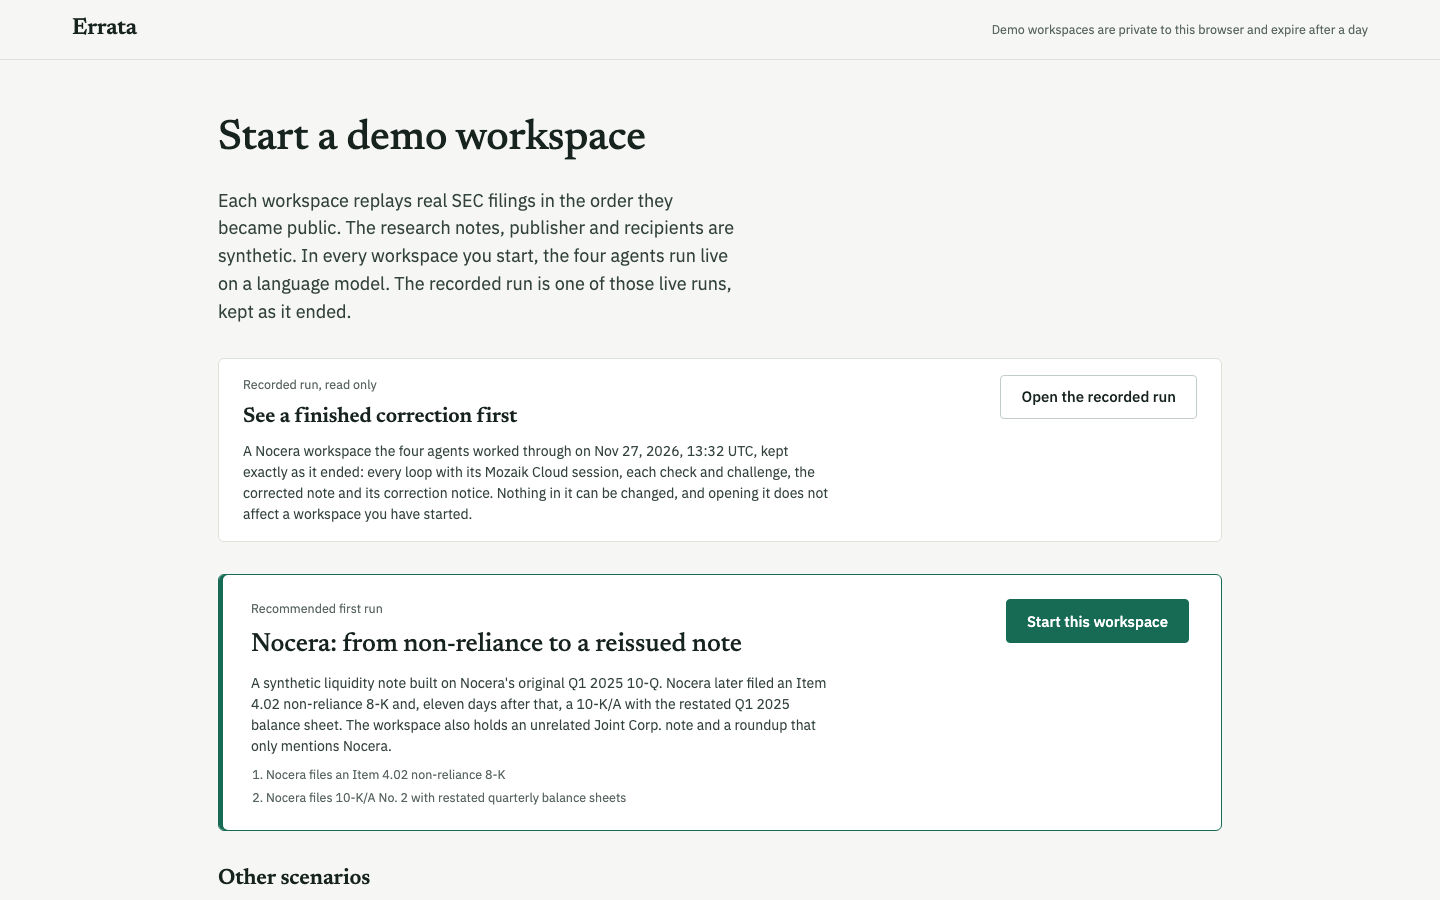 Errata
Demo workspaces are private to this browser and expire after a day
Start a demo workspace
Each workspace replays real SEC filings in the order they
became public. The research notes, publisher and recipients are
synthetic. In every workspace you start, the four agents run live
on a language model. The recorded run is one of those live runs,
kept as it ended.
Recorded run, read only
Open the recorded run
See a finished correction first
A Nocera workspace the four agents worked through on Nov 27, 2026, 13:32 UTC, kept
exactly as it ended: every loop with its Mozaik Cloud session, each check and challenge, the
corrected note and its correction notice. Nothing in it can be changed, and opening it does not
affect a workspace you have started.
Recommended first run
Start this workspace
Nocera: from non-reliance to a reissued note
A synthetic liquidity note built on Nocera's original Q1 2025 10-Q. Nocera later filed an Item
4.02 non-reliance 8-K and, eleven days after that, a 10-K/A with the restated Q1 2025
balance sheet. The workspace also holds an unrelated Joint Corp. note and a roundup that
only mentions Nocera.
1. Nocera files an Item 4.02 non-reliance 8-K
2. Nocera files 10-K/A No. 2 with restated quarterly balance sheets
Other scenarios